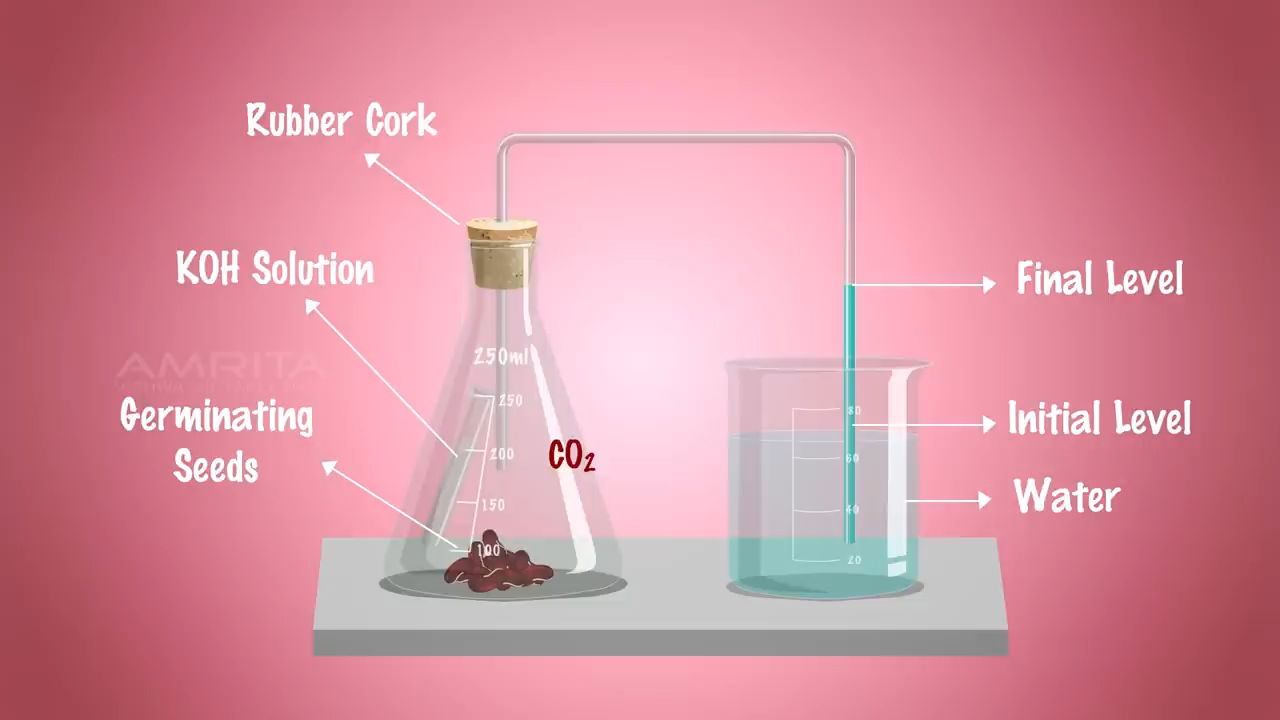 Rubber Cork
KOH Solution
AMRITA
Germinating
Seeds
250ml
250
200
150
100
CO₂
Final Level
Initial Level
Water
80
60
40
20